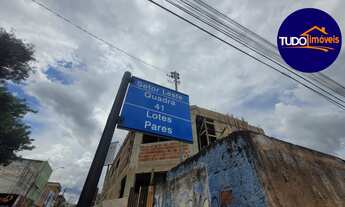 TUDO
imóveis
Setor Leste
Quadra
41
Lotes
Pares